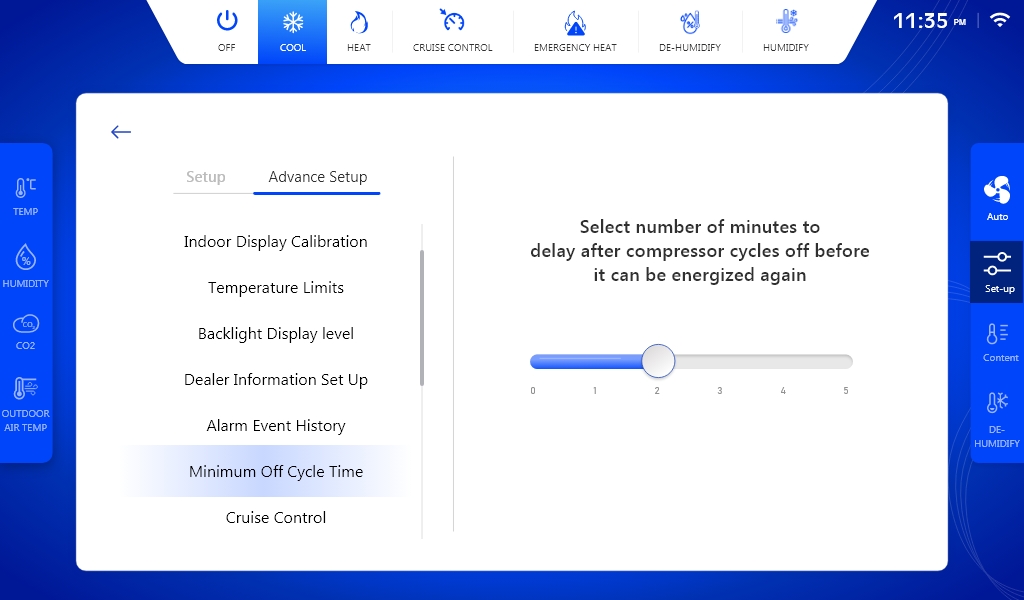 OFF
COOL
HEAT
CRUISE CONTROL
EMERGENCY HEAT
DE-HUMIDIFY
HUMIDIFY
11:35 PM
°C
TEMP
%
HUMIDITY
CO2
CO2
OUTDOOR
AIR TEMP
Setup
Advance Setup
Indoor Display Calibration
Temperature Limits
Backlight Display level
Dealer Information Set Up
Alarm Event History
Minimum Off Cycle Time
Cruise Control
Select number of minutes to
delay after compressor cycles off before
it can be energized again
0 1 2 3 4 5
Auto
Set-up
Content
DE-
HUMIDIFY